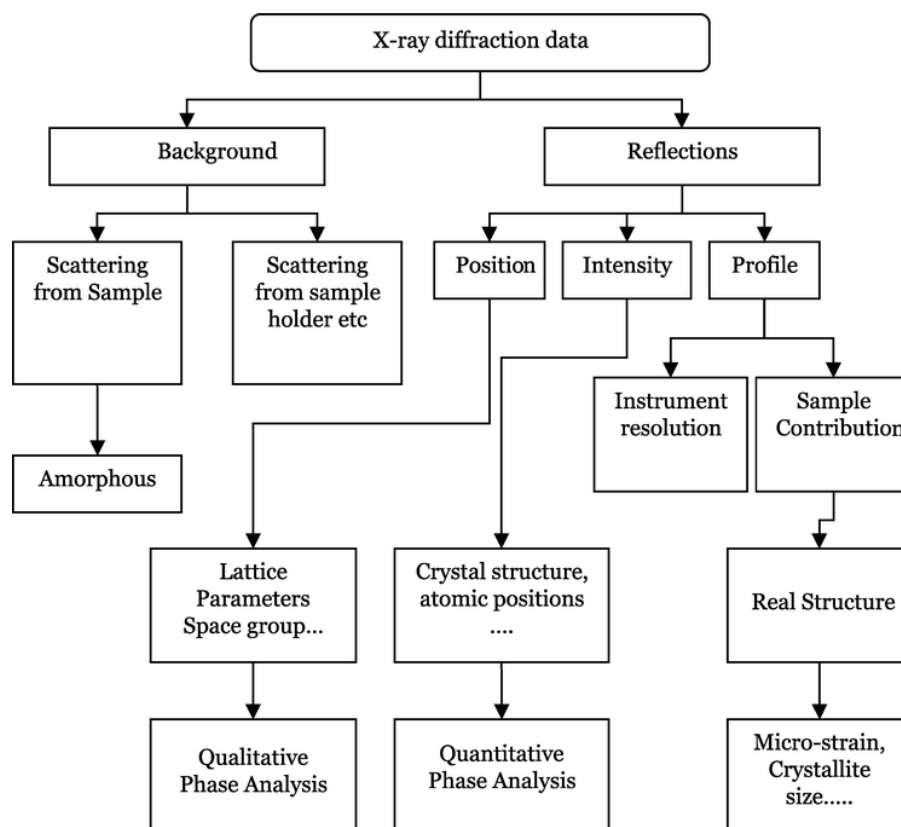 X-ray diffraction data
Background
Reflections
Scattering
from Sample
Scattering
from sample
holder etc
Position
Intensity
Profile
Instrument
resolution
Sample
Contribution
Amorphous
Lattice
Parameters
Space group...
Crystal structure,
atomic positions
....
Real Structure
Qualitative
Phase Analysis
Quantitative
Phase Analysis
Micro-strain,
Crystallite
size.....